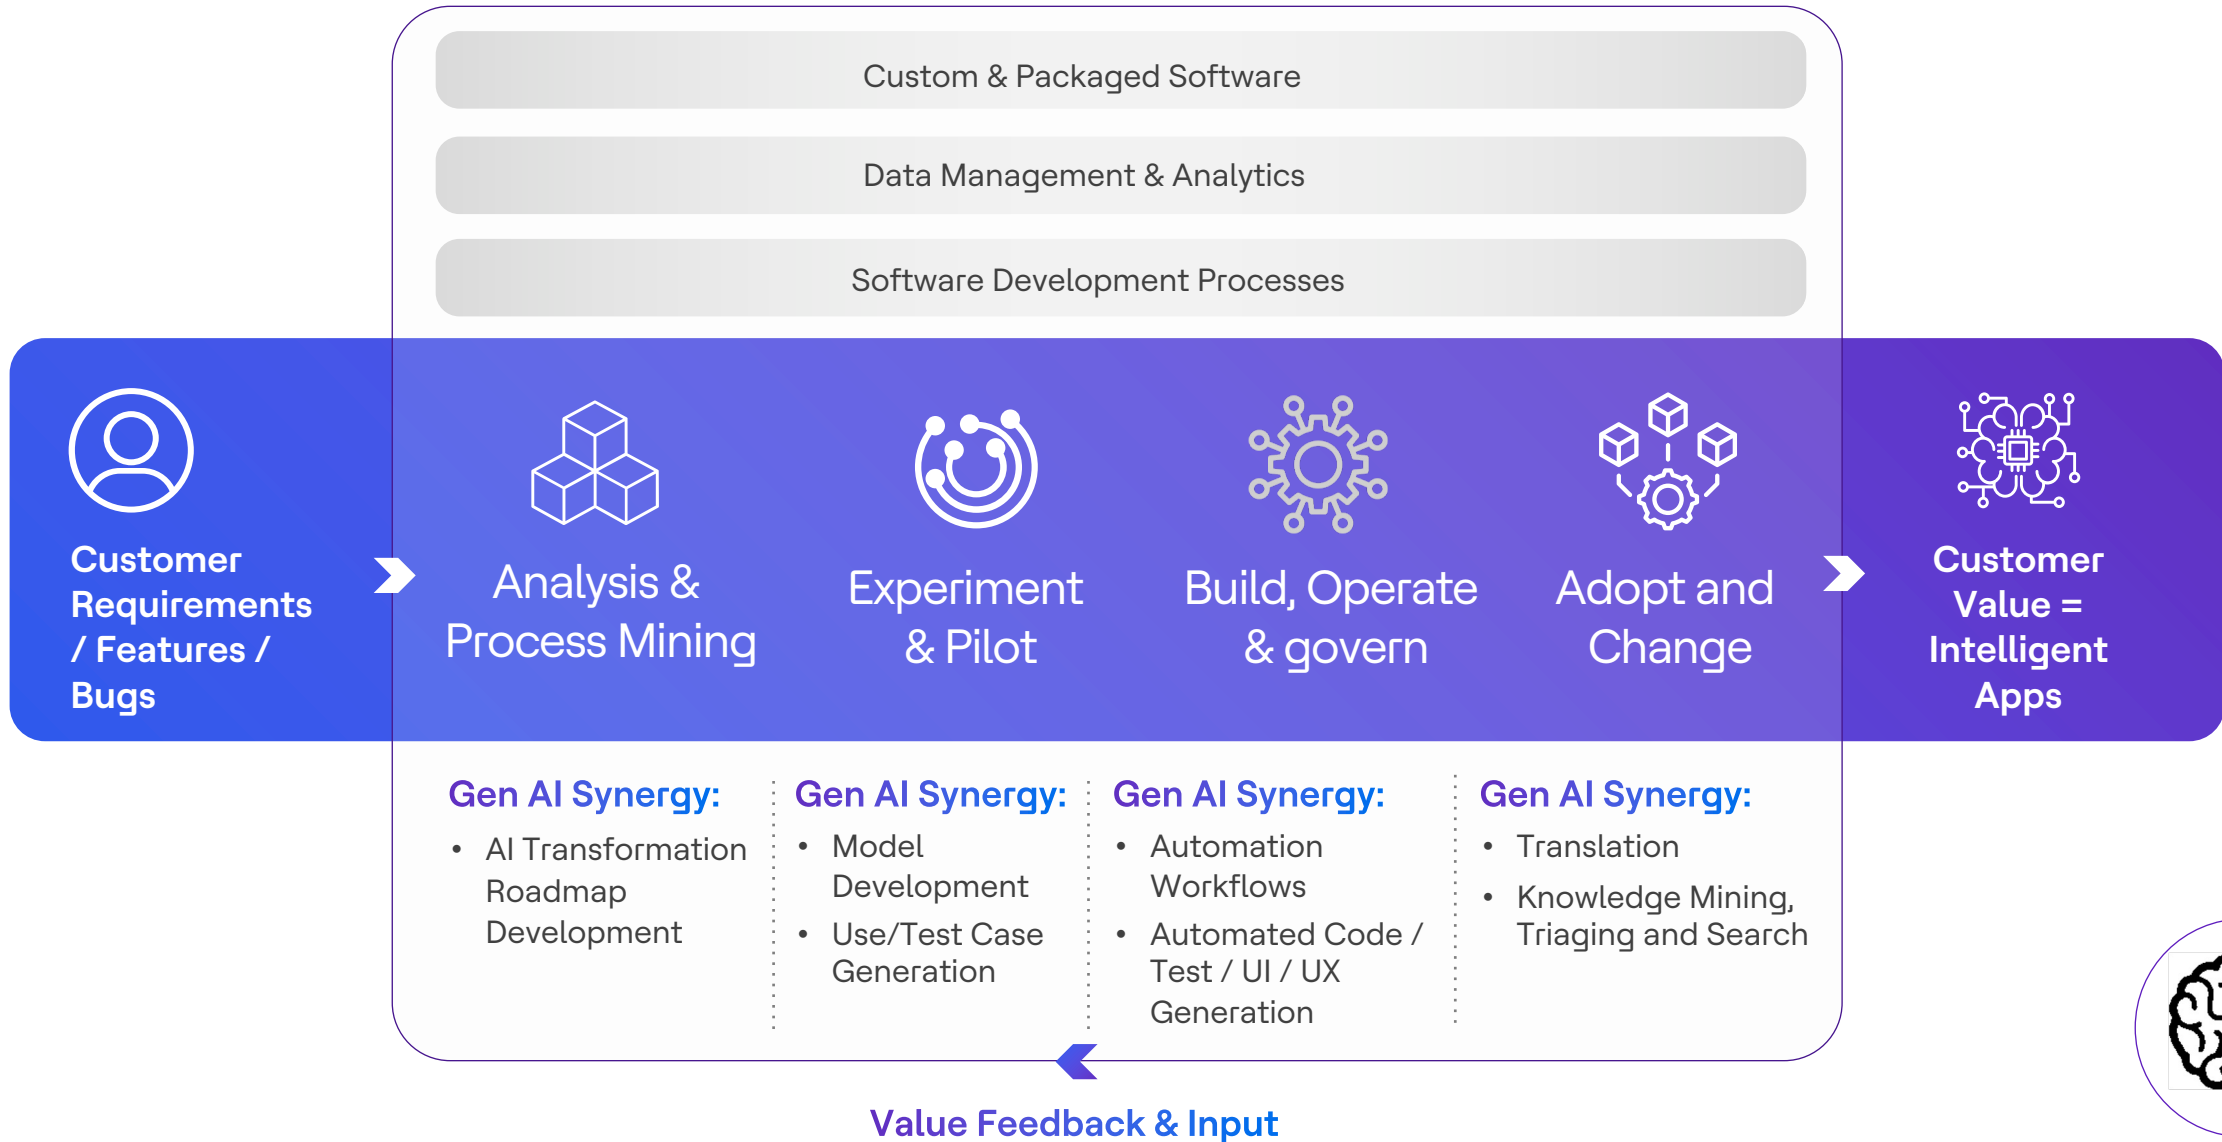 Custom & Packaged Software
Data Management & Analytics
Software Development Processes
Customer
Requirements
/ Features /
Bugs
Analysis &
Process Mining
Experiment
& Pilot
Build, Operate
& govern
Adopt and
Change
Customer
Value =
Intelligent
Apps
Gen AI Synergy:
• AI Transformation
Roadmap
Development
Gen AI Synergy:
• Model
Development
• Use/Test Case
Generation
Gen AI Synergy:
• Automation
Workflows
• Automated Code /
Test / UI / UX
Generation
Gen AI Synergy:
• Translation
• Knowledge Mining,
Triaging and Search
Value Feedback & Input